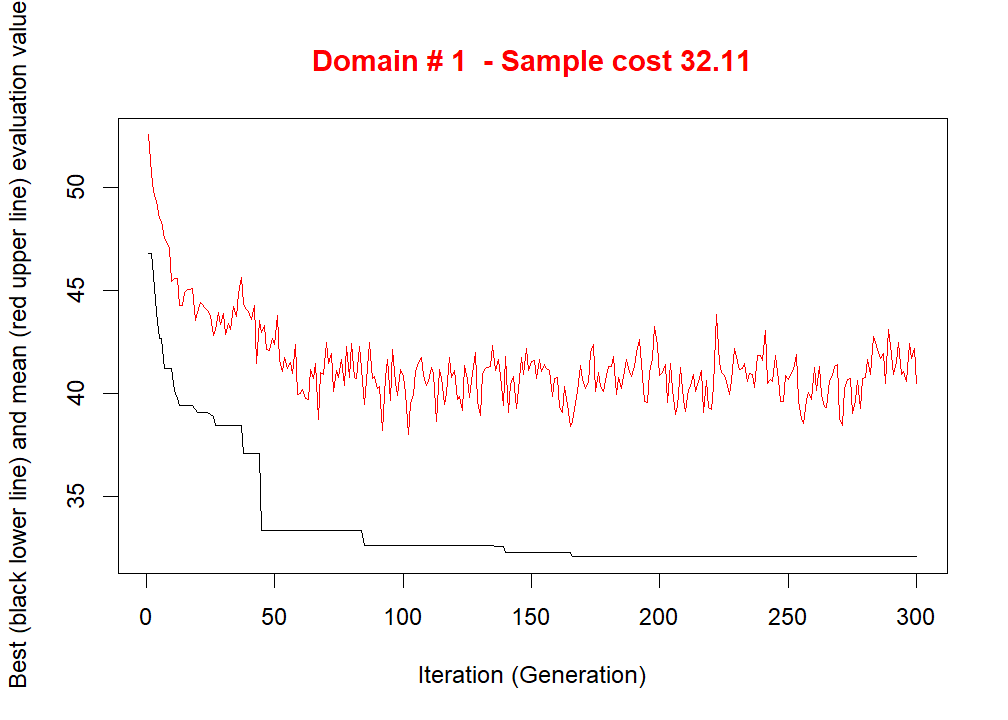 Domain # 1  - Sample cost 32.11
Best (black lower line) and mean (red upper line) evaluation value
50
45
40
35
0 50 100 150 200 250 300
Iteration (Generation)